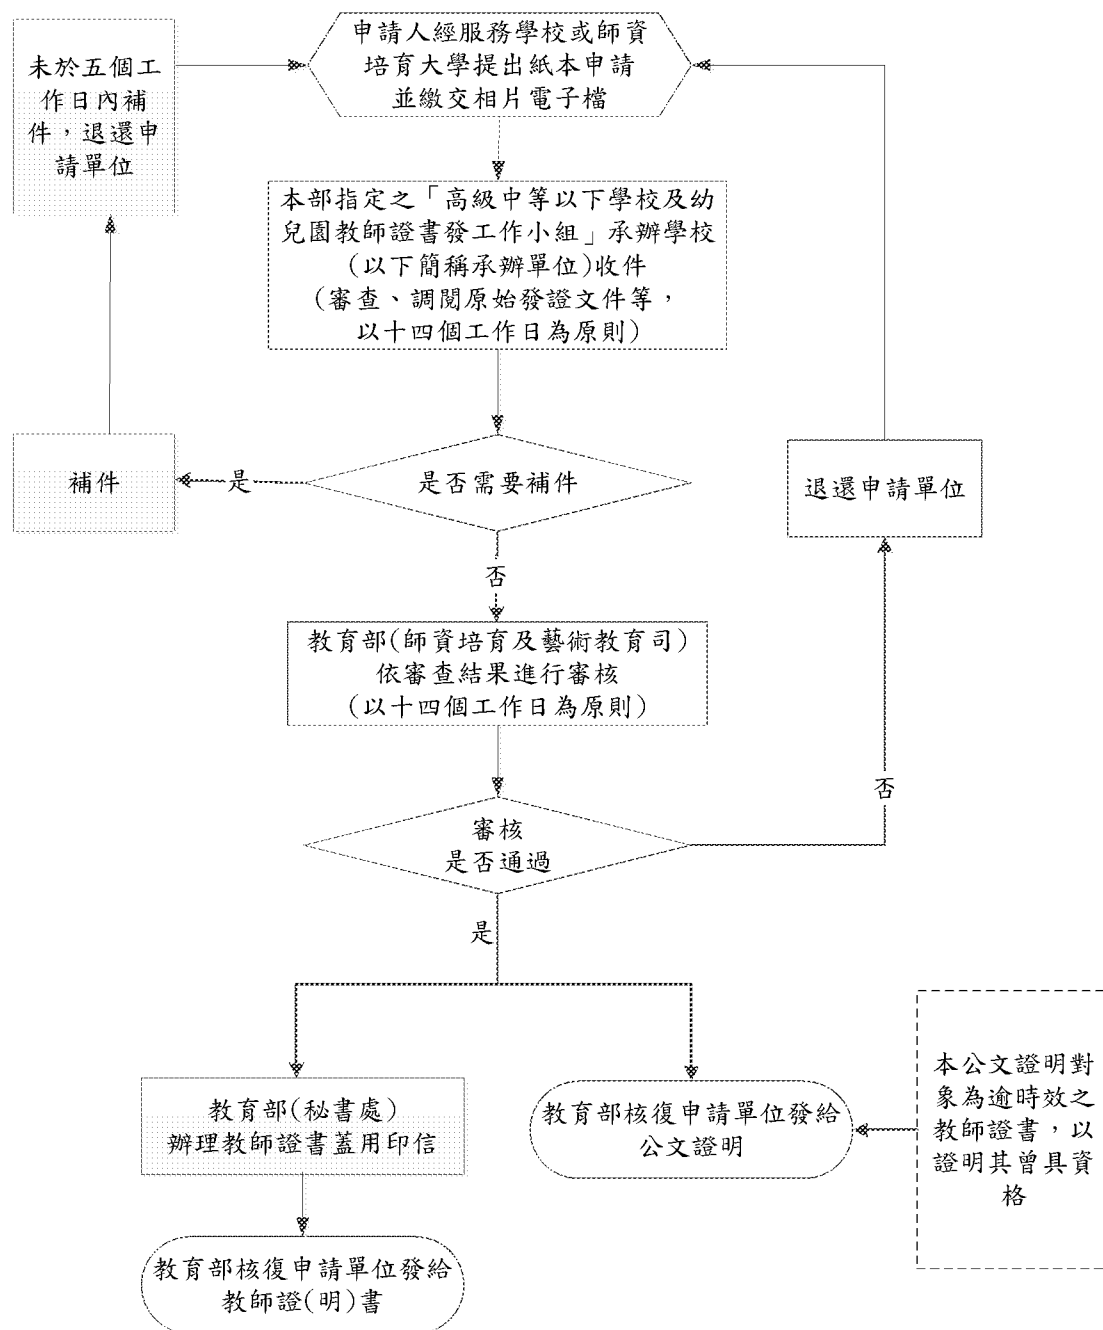 申請人經服務學校或師資
培育大學提出紙本申請
並繳交相片電子檔
未於五個工
作日內補
件，退還申
請單位
本部指定之「高級中等以下學校及幼
兒園教師證書發工作小組」承辦學校
(以下簡稱承辦單位)收件
(審查、調閱原始發證文件等，
以十四個工作日為原則)
補件
是
是否需要補件
退還申請單位
否
教育部(師資培育及藝術教育司)
依審查結果進行審核
(以十四個工作日為原則)
否
審核
是否通過
是
教育部(秘書處)
辦理教師證書蓋用印信
教育部核復申請單位發給
公文證明
本公文證明對
象為逾時效之
教師證書，以
證明其曾具資
格
教育部核復申請單位發給
教師證(明)書